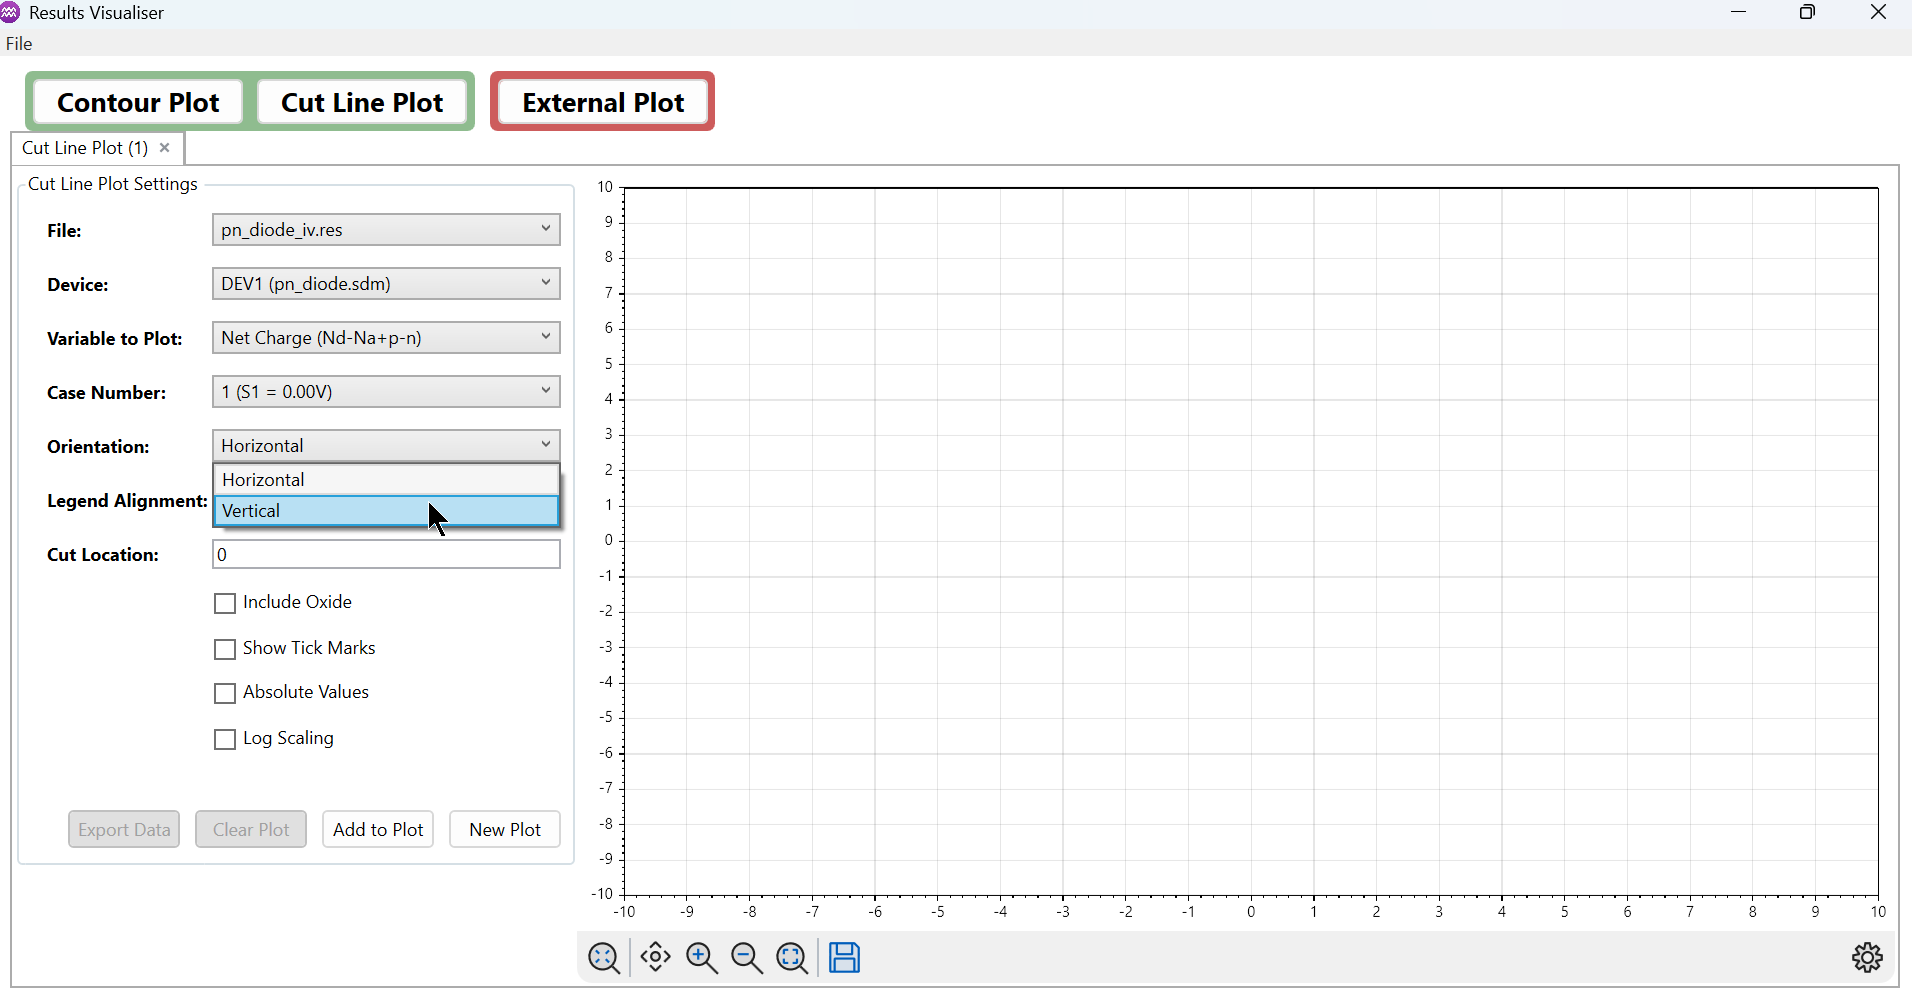 Results Visualiser
File
Contour Plot
Cut Line Plot
External Plot
Cut Line Plot (1)
Cut Line Plot Settings
File:
pn_diode_iv.res
Device:
DEV1 (pn_diode.sdm)
Variable to Plot:
Net Charge (Nd-Na+p-n)
Case Number:
1 (S1 = 0.00V)
Orientation:
Horizontal
Horizontal
Vertical
Legend Alignment:
Cut Location:
0
Include Oxide
Show Tick Marks
Absolute Values
Log Scaling
Export Data
Clear Plot
Add to Plot
New Plot
10
9
8
7
6
5
4
3
2
1
0
-1
-2
-3
-4
-5
-6
-7
-8
-9
-10
-10 -9 -8 -7 -6 -5 -4 -3 -2 -1 0 1 2 3 4 5 6 7 8 9 10